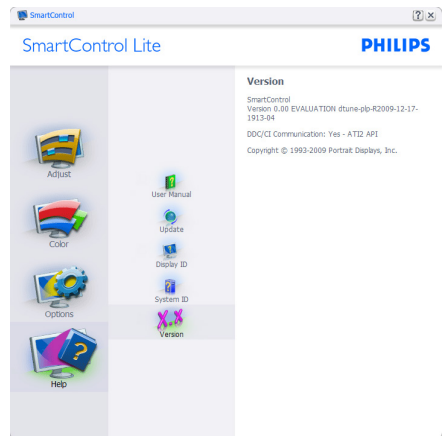 SmartControl
SmartControl Lite
PHILIPS
Adjust
Color
Options
Help
User Manual
Update
Display ID
System ID
X.X
Version
Version
SmartControl
Version 0.00 EVALUATION dtune-plp-R2009-12-17-
1913-04
DDC/CI Communication: Yes - ATI2 API
Copyright © 1993-2009 Portrait Displays, Inc.